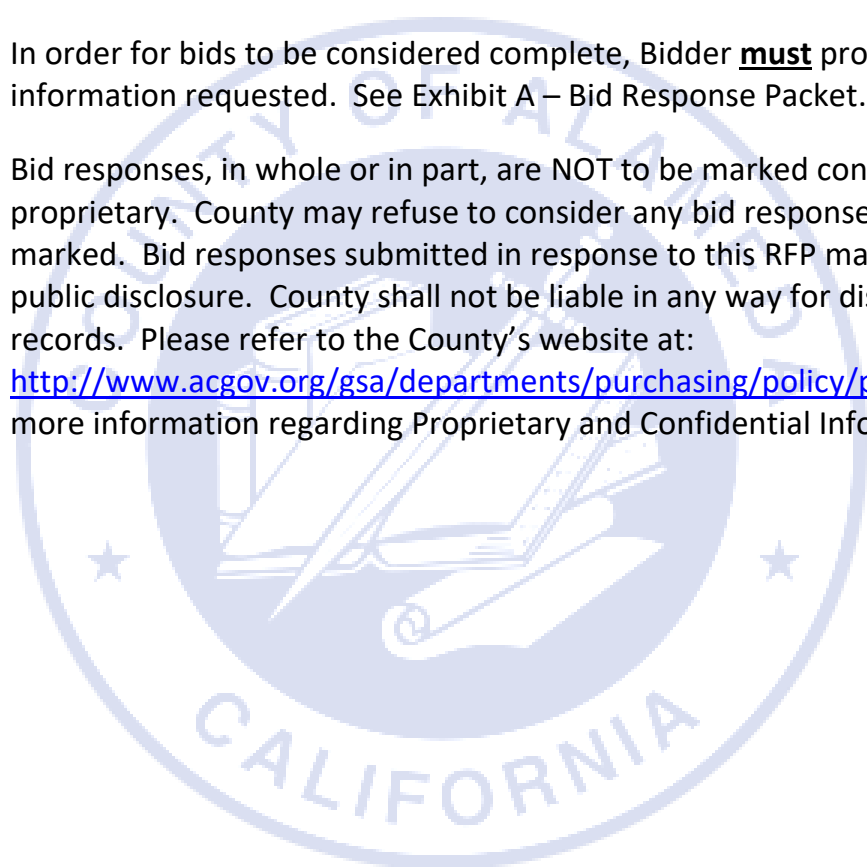 In order for bids to be considered complete, Bidder must pro
information requested.  See Exhibit A – Bid Response Packet.
Bid responses, in whole or in part, are NOT to be marked con
proprietary.  County may refuse to consider any bid response
marked.  Bid responses submitted in response to this RFP ma
public disclosure.  County shall not be liable in any way for dis
records.  Please refer to the County’s website at:
http://www.acgov.org/gsa/departments/purchasing/policy/p
more information regarding Proprietary and Confidential Info
COUNTY OF ALAMEDA
CALIFORNIA